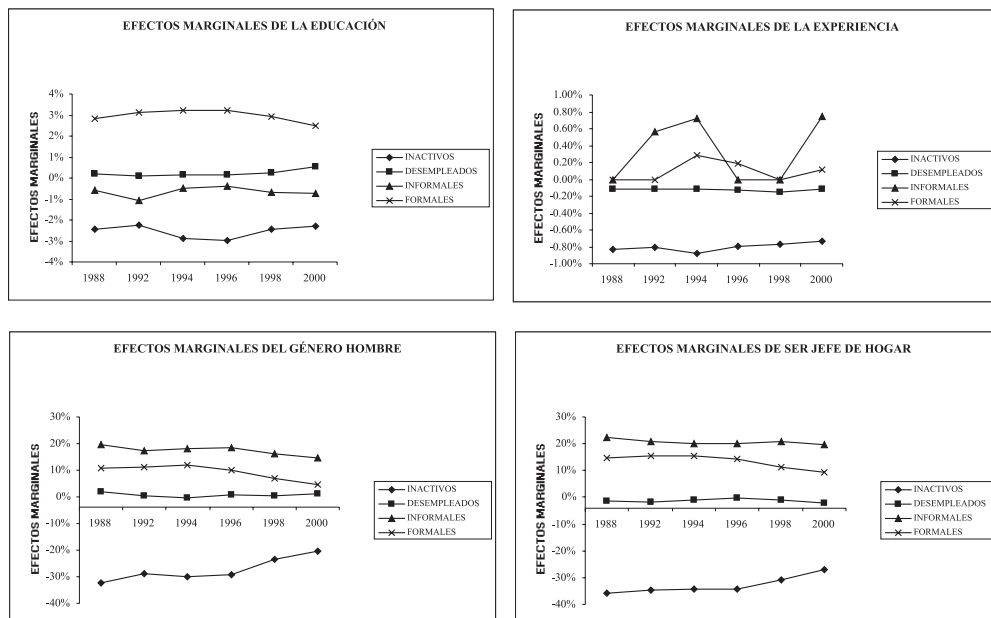 EFECTOS MARGINALES DE LA EDUCACIÓN
EFECTOS MARGINALES
4%
3%
2%
1%
0%
-1%
-2%
-3%
-4%
1988 1992 1994 1996 1998 2000
INACTIVOS
DESEMPLEADOS
INFORMALES
FORMALES
EFECTOS MARGINALES DE LA EXPERIENCIA
EFECTOS MARGINALES
1.00%
0.80%
0.60%
0.40%
0.20%
-0.00%
-0.20%
-0.40%
-0.60%
-0.80%
-1.00%
1988 1992 1994 1996 1998 2000
INACTIVOS
DESEMPLEADOS
INFORMALES
FORMALES
EFECTOS MARGINALES DEL GÉNERO HOMBRE
EFECTOS MARGINALES
30%
20%
10%
0%
-10%
-20%
-30%
-40%
1988 1992 1994 1996 1998 2000
INACTIVOS
DESEMPLEADOS
INFORMALES
FORMALES
EFECTOS MARGINALES DE SER JEFE DE HOGAR
EFECTOS MARGINALES
30%
20%
10%
0%
-10%
-20%
-30%
-40%
1988 1992 1994 1996 1998 2000
INACTIVOS
DESEMPLEADOS
INFORMALES
FORMALES